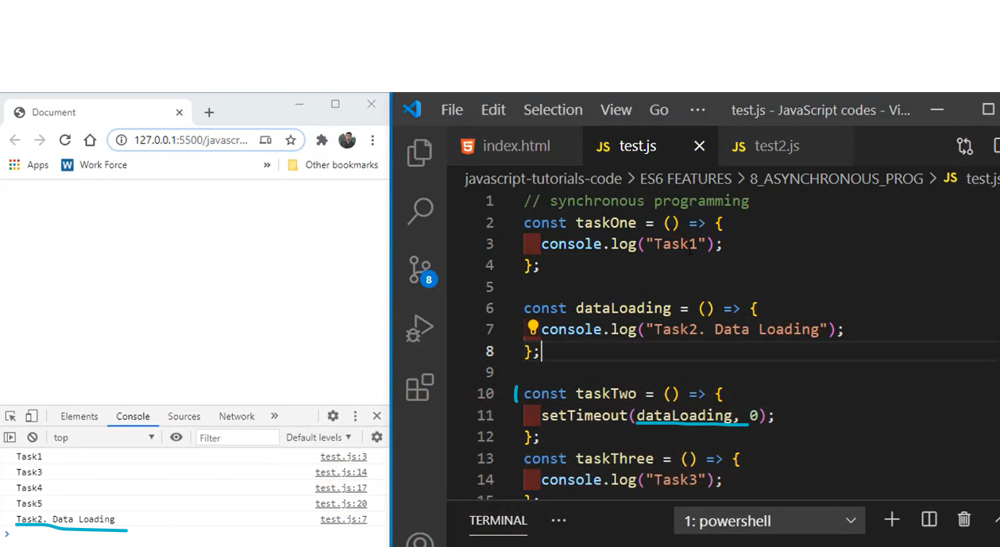 Document
127.0.0.1:5500/javascr...
Apps
Work Force
»
Other bookmarks
Elements
Console
Sources
Network
»
top
Filter
Default levels
Task1 test.js:3
Task3 test.js:14
Task4 test.js:17
Task5 test.js:20
Task2. Data Loading test.js:7
File Edit Selection View Go ··· test.js - JavaScript codes - Vi...
index.html
JS test.js
JS test2.js
javascript-tutorials-code > ES6 FEATURES > 8_ASYNCHRONOUS_PROG > JS test.js
8
1 // synchronous programming
2 const taskOne = () => {
3 console.log("Task1");
4 };
5
6 const dataLoading = () => {
7 console.log("Task2. Data Loading");
8 };
9
10 const taskTwo = () => {
11 setTimeout(dataLoading, 0);
12 };
13 const taskThree = () => {
14 console.log("Task3");
15 };
TERMINAL ··· 1: powershell